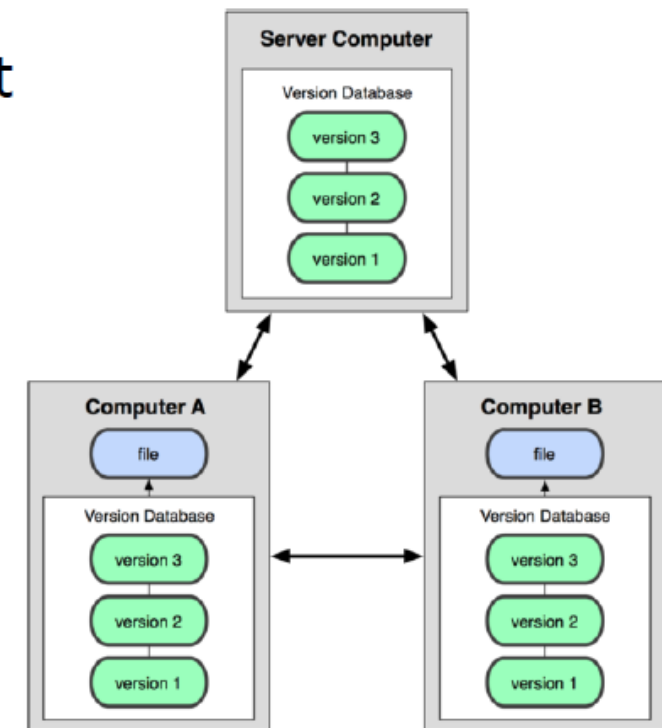 t
Server Computer
Version Database
version 3
version 2
version 1
Computer A
file
Version Database
version 3
version 2
version 1
Computer B
file
Version Database
version 3
version 2
version 1